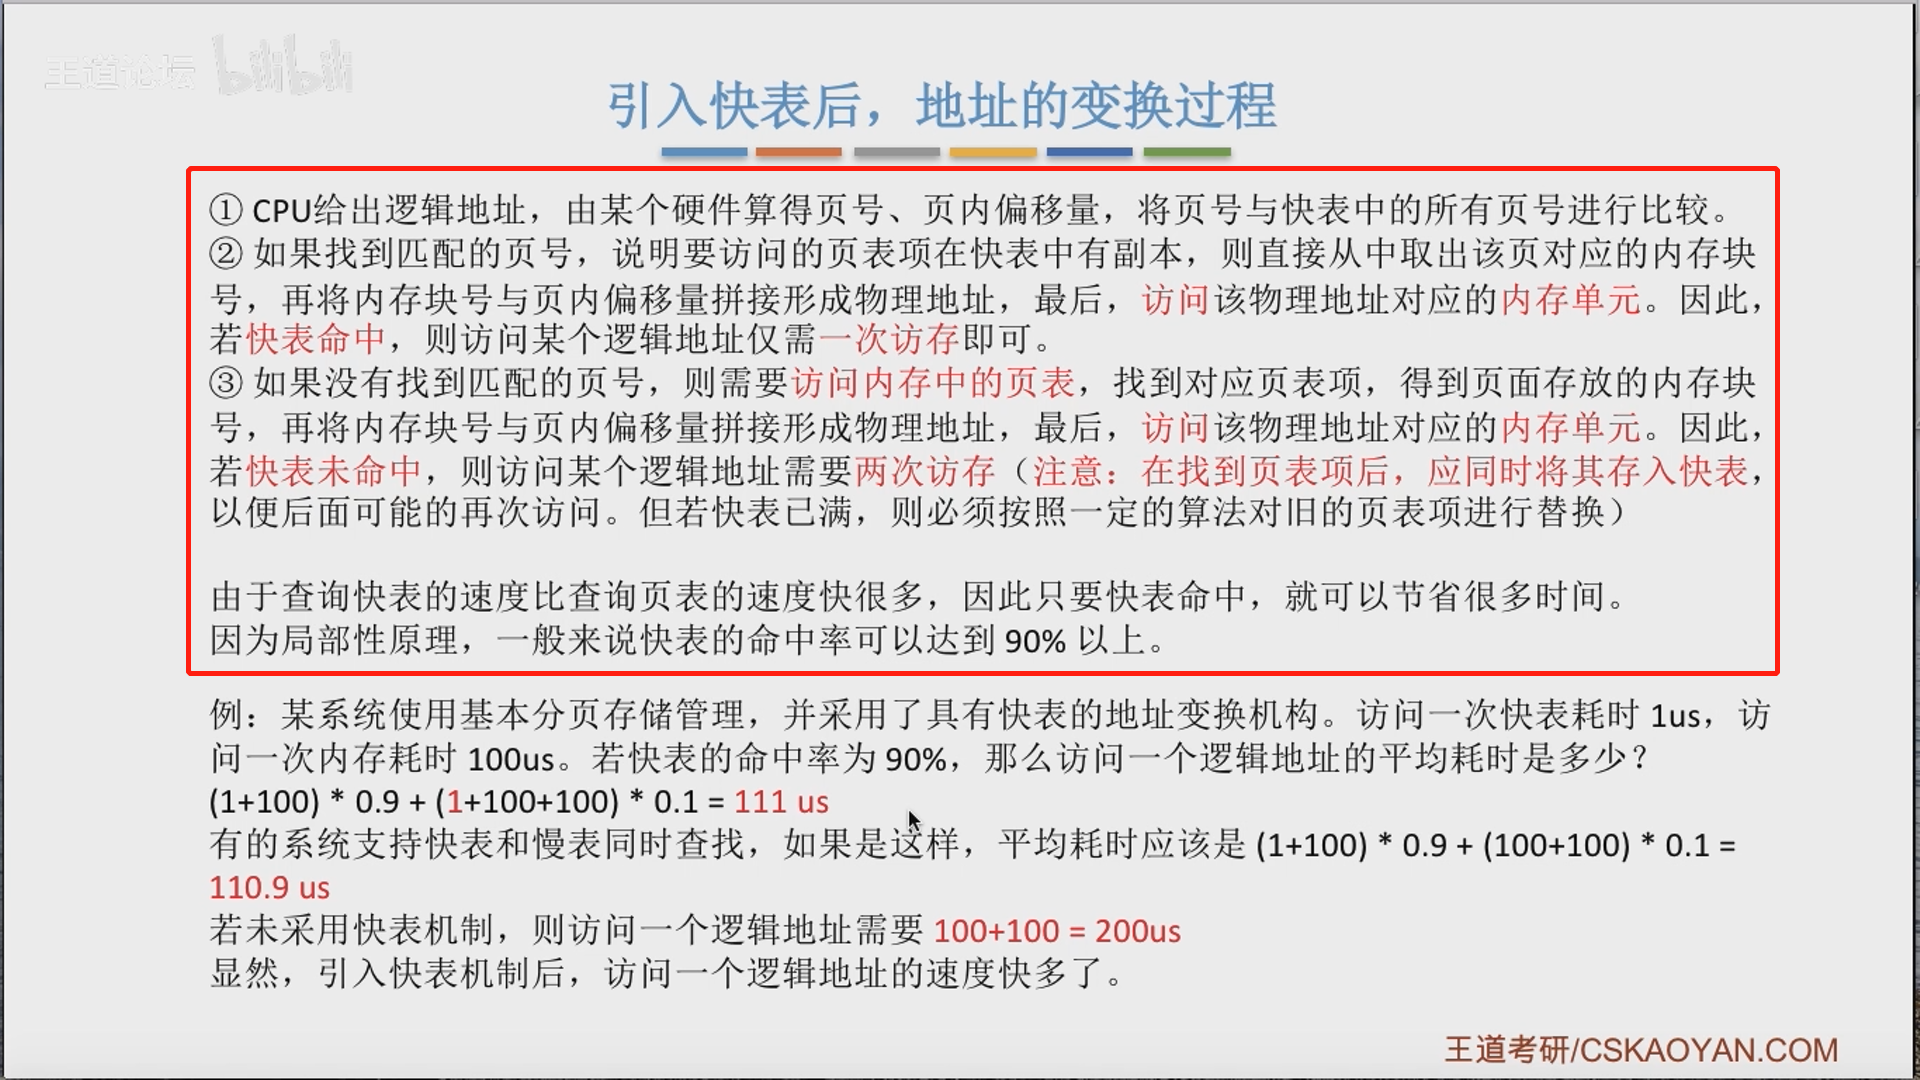 王道论坛 bilibili
引入快表后，地址的变换过程
① CPU给出逻辑地址，由某个硬件算得页号、页内偏移量，将页号与快表中的所有页号进行比较。
② 如果找到匹配的页号，说明要访问的页表项在快表中有副本，则直接从中取出该页对应的内存块
号，再将内存块号与页内偏移量拼接形成物理地址，最后，访问该物理地址对应的内存单元。因此，
若快表命中，则访问某个逻辑地址仅需一次访存即可。
③ 如果没有找到匹配的页号，则需要访问内存中的页表，找到对应页表项，得到页面存放的内存块
号，再将内存块号与页内偏移量拼接形成物理地址，最后，访问该物理地址对应的内存单元。因此，
若快表未命中，则访问某个逻辑地址需要两次访存（注意：在找到页表项后，应同时将其存入快表，
以便后面可能的再次访问。但若快表已满，则必须按照一定的算法对旧的页表项进行替换）
由于查询快表的速度比查询页表的速度快很多，因此只要快表命中，就可以节省很多时间。
因为局部性原理，一般来说快表的命中率可以达到 90% 以上。
例：某系统使用基本分页存储管理，并采用了具有快表的地址变换机构。访问一次快表耗时 1us，访
问一次内存耗时 100us。若快表的命中率为 90%，那么访问一个逻辑地址的平均耗时是多少？
(1+100) * 0.9 + (1+100+100) * 0.1 = 111 us
有的系统支持快表和慢表同时查找，如果是这样，平均耗时应该是 (1+100) * 0.9 + (100+100) * 0.1 =
110.9 us
若未采用快表机制，则访问一个逻辑地址需要 100+100 = 200us
显然，引入快表机制后，访问一个逻辑地址的速度快多了。
王道考研/CSKAOYAN.COM